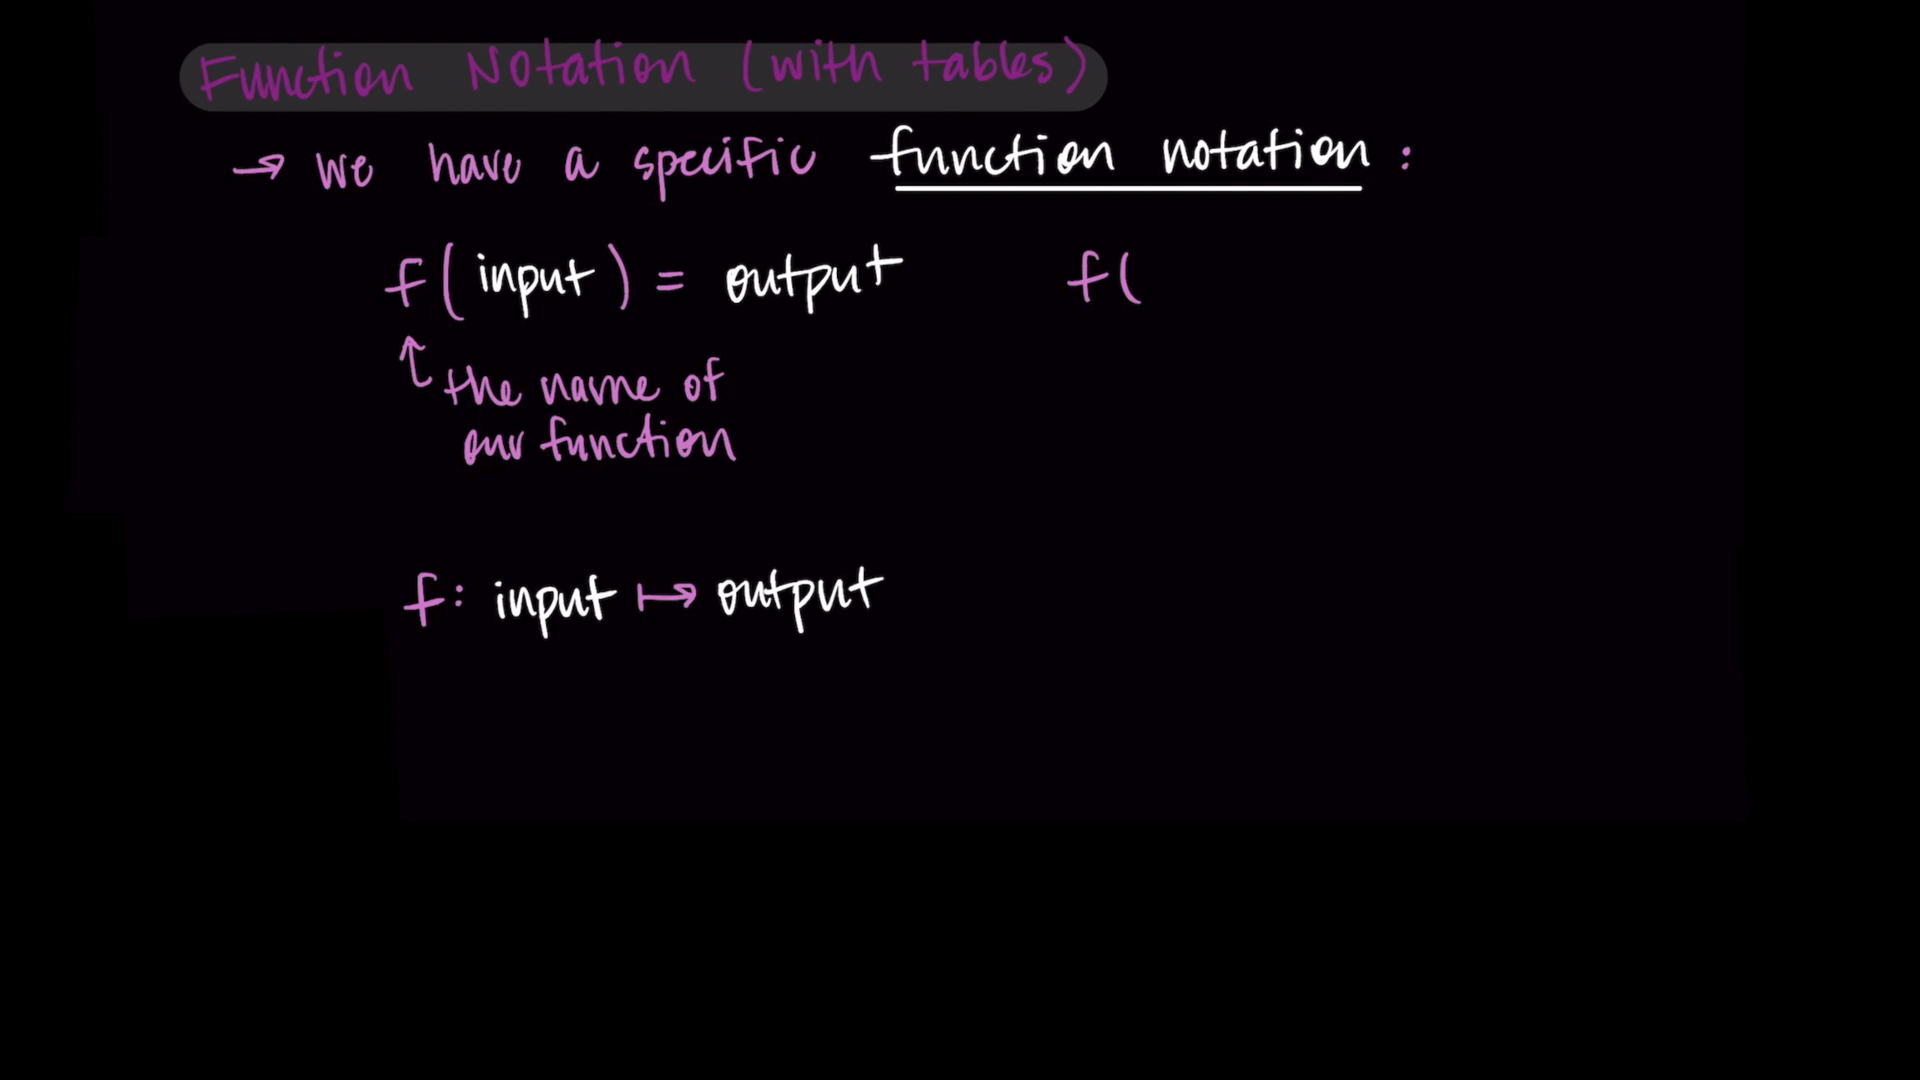 Function Notation (with tables)
→ we have a specific function notation :
f( input ) = output f(
the name of
our function
f: input ↦ output